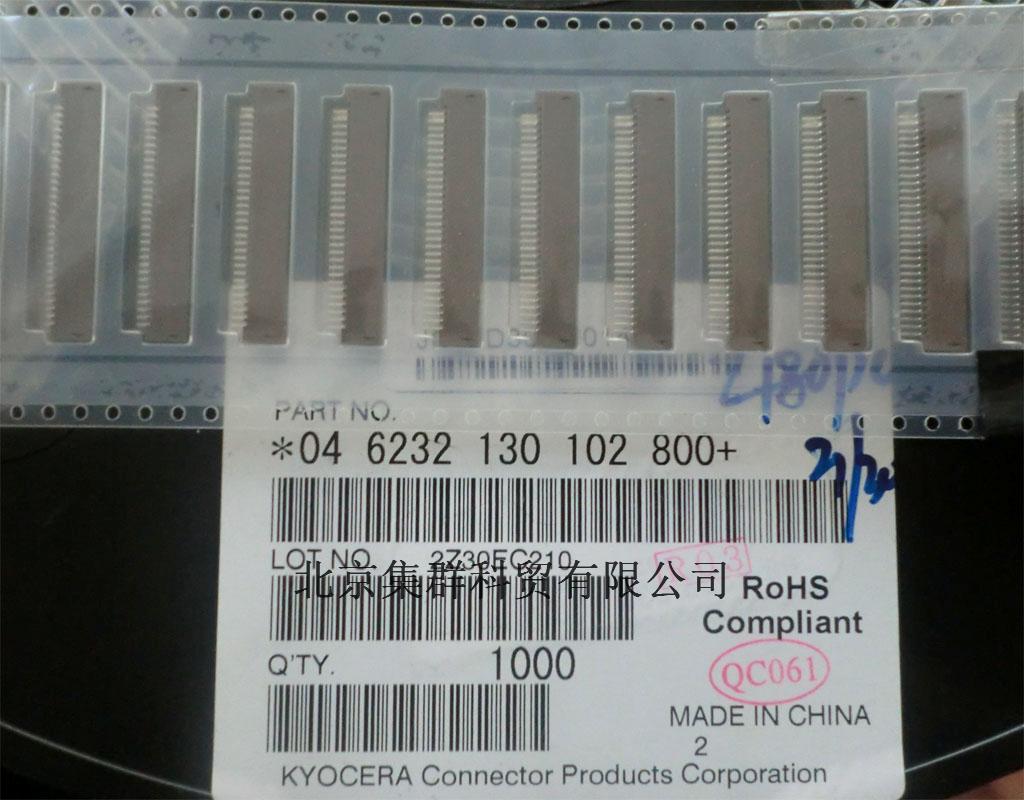 PART NO.
*04 6232 130 102 800+
LOT NO. 2Z30EC210
R03
北京集群科贸有限公司
RoHS
Compliant
Q'TY. 1000
QC061
MADE IN CHINA
2
KYOCERA Connector Products Corporation